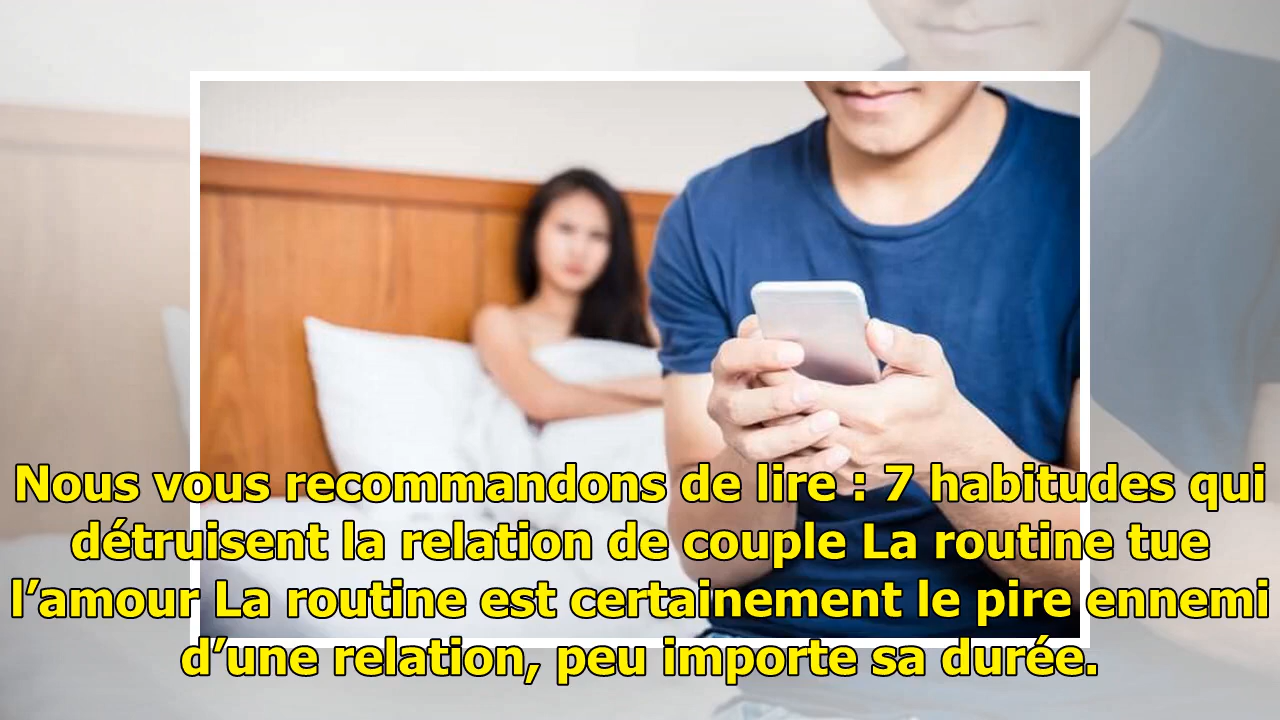 Nous vous recommandons de lire : 7 habitudes qui
détruisent la relation de couple La routine tue
l’amour La routine est certainement le pire ennemi
d’une relation, peu importe sa durée.